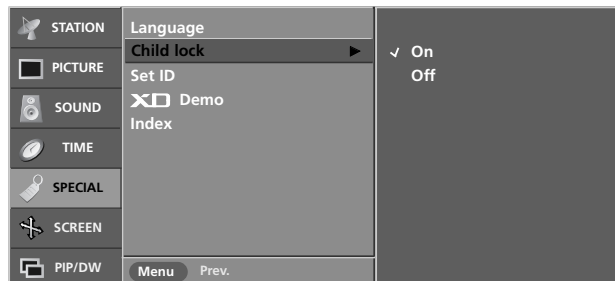 STATION
PICTURE
SOUND
TIME
SPECIAL
SCREEN
PIP/DW
Language
Child lock
Set ID
XD Demo
Index
Menu Prev.
On
Off